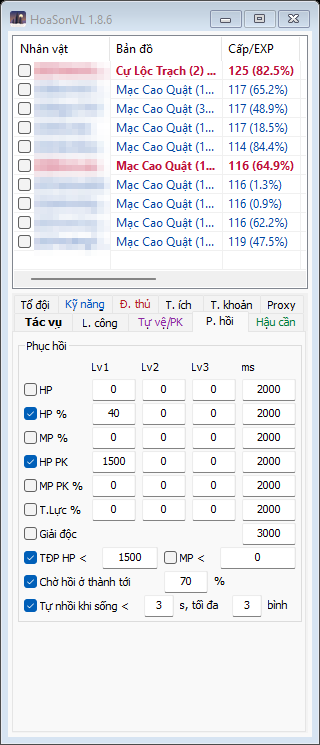 HoaSonVL 1.8.6
Nhân vật Bản đồ Cấp/EXP
Cự Lộc Trạch (2) ... 125 (82.5%)
Mạc Cao Quật (1... 117 (65.2%)
Mạc Cao Quật (3... 117 (48.9%)
Mạc Cao Quật (1... 117 (18.5%)
Mạc Cao Quật (1... 114 (84.4%)
Mạc Cao Quật (1... 116 (64.9%)
Mạc Cao Quật (1... 116 (1.3%)
Mạc Cao Quật (1... 116 (0.9%)
Mạc Cao Quật (1... 116 (62.2%)
Mạc Cao Quật (1... 119 (47.5%)
Tổ đội Kỹ năng Đ. thủ T. ích T. khoản Proxy
Tác vụ L. công Tự vệ/PK P. hồi Hậu cần
Phục hồi
Lv1 Lv2 Lv3 ms
HP 0 0 0 2000
HP % 40 0 0 2000
MP % 0 0 0 2000
HP PK 1500 0 0 2000
MP PK % 0 0 0 2000
T.Lực % 0 0 0 2000
Giải độc 3000
TĐP HP < 1500 MP < 0
Chờ hồi ở thành tới 70 %
Tự nhồi khi sống < 3 s, tối đa 3 bình